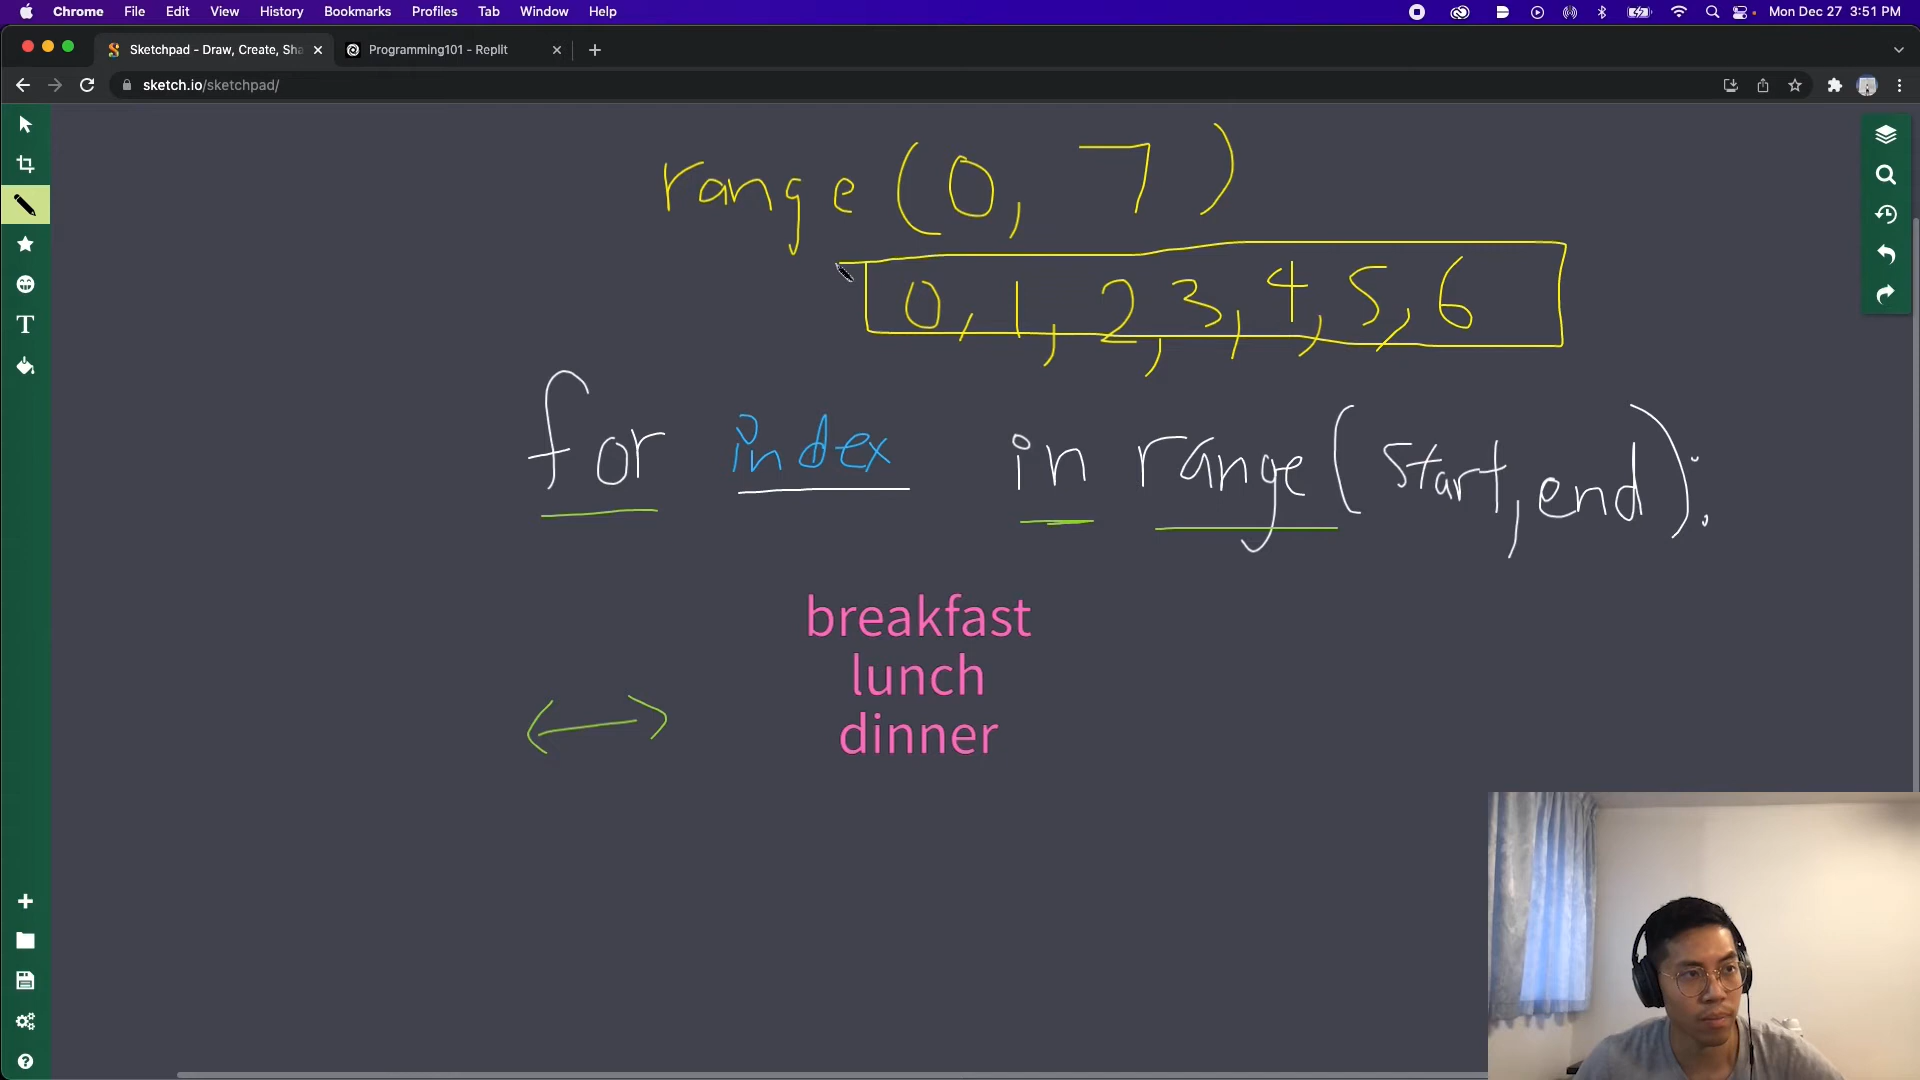 Chrome File Edit View History Bookmarks Profiles Tab Window Help Mon Dec 27 3:51 PM
Sketchpad - Draw, Create, Sha Programming101 - Replit
sketch.io/sketchpad/
range(0, 7)
0, 1, 2, 3, 4, 5, 6
for index in range(start, end):
breakfast
lunch
dinner
T